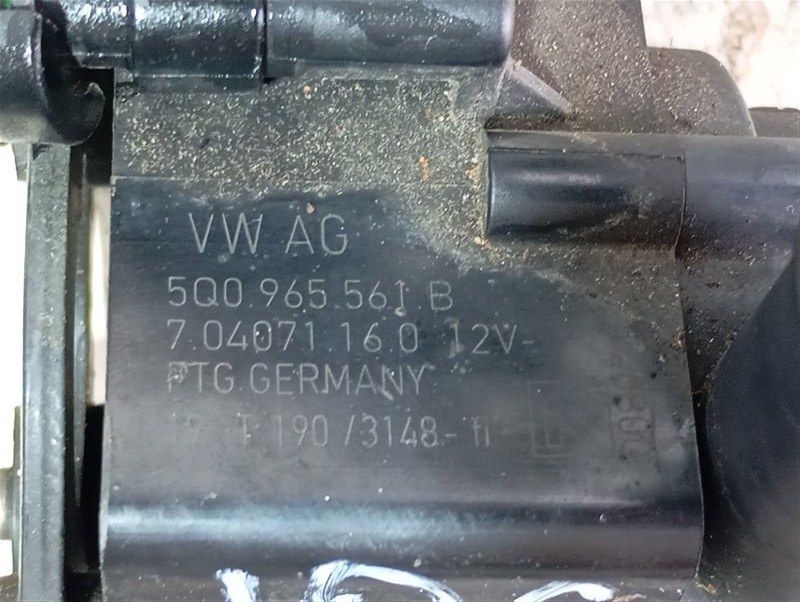 VW AG
5Q0.965.561 B
7.04071.16.0 12V-
PTG.GERMANY
190 /3148-